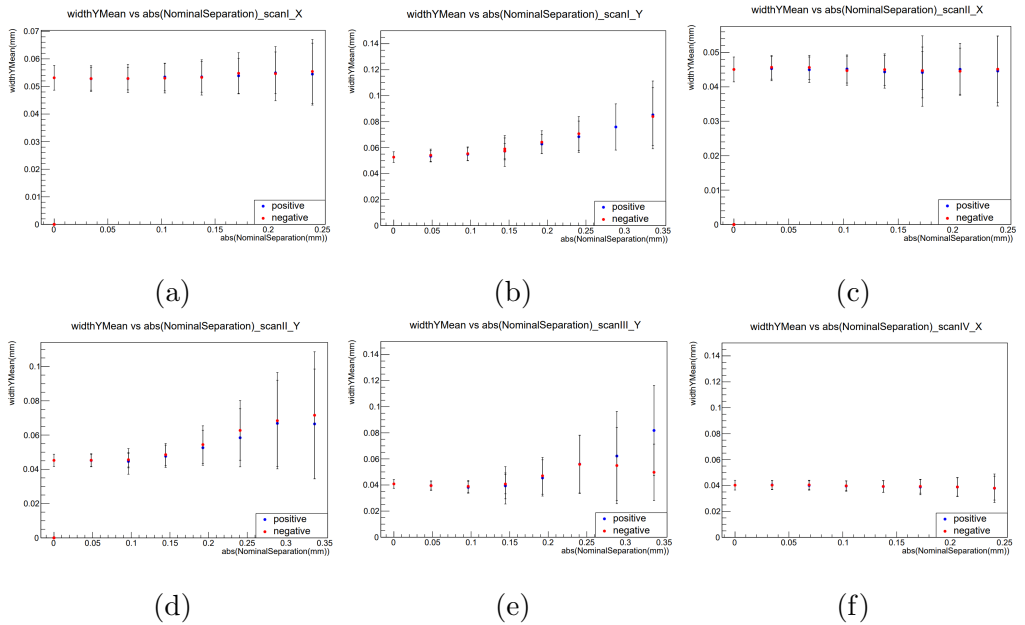 widthYMean vs abs(NominalSeparation)_scanI_X
widthYMean(mm)
0.07
0.06
0.05
0.04
0.03
0.02
0.01
0
0 0.05 0.1 0.15 0.2 0.25
abs(NominalSeparation(mm))
positive
negative
(a)
widthYMean vs abs(NominalSeparation)_scanI_Y
widthYMean(mm)
0.14
0.12
0.1
0.08
0.06
0.04
0.02
0
0 0.05 0.1 0.15 0.2 0.25 0.3 0.35
abs(NominalSeparation(mm))
positive
negative
(b)
widthYMean vs abs(NominalSeparation)_scanII_X
widthYMean(mm)
0.05
0.04
0.03
0.02
0.01
0
0 0.05 0.1 0.15 0.2 0.25
abs(NominalSeparation(mm))
positive
negative
(c)
widthYMean vs abs(NominalSeparation)_scanII_Y
widthYMean(mm)
0.1
0.08
0.06
0.04
0.02
0
0 0.05 0.1 0.15 0.2 0.25 0.3 0.35
abs(NominalSeparation(mm))
positive
negative
(d)
widthYMean vs abs(NominalSeparation)_scanIII_Y
widthYMean(mm)
0.14
0.12
0.1
0.08
0.06
0.04
0.02
0
0 0.05 0.1 0.15 0.2 0.25 0.3 0.35
abs(NominalSeparation(mm))
positive
negative
(e)
widthYMean vs abs(NominalSeparation)_scanIV_X
widthYMean(mm)
0.14
0.12
0.1
0.08
0.06
0.04
0.02
0
0 0.05 0.1 0.15 0.2 0.25
abs(NominalSeparation(mm))
positive
negative
(f)